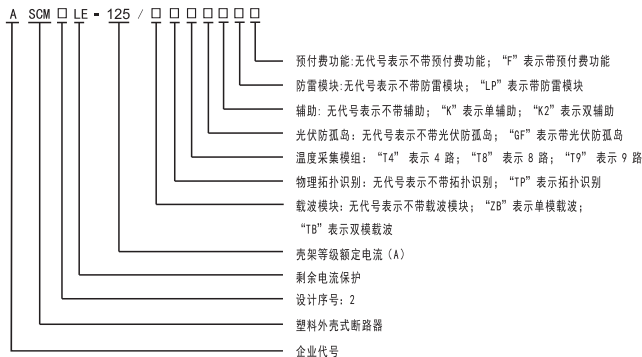 A SCM□LE-125/□□□□□□□
预付费功能:无代号表示不带预付费功能；“F”表示带预付费功能
防雷模块:无代号表示不带防雷模块；“LP”表示带防雷模块
辅助: 无代号表示不带辅助；“K”表示单辅助；“K2”表示双辅助
光伏防孤岛：无代号表示不带光伏防孤岛；“GF”表示带光伏防孤岛
温度采集模组：“T4” 表示 4 路；“T8” 表示 8 路；“T9” 表示 9 路
物理拓扑识别：无代号表示不带拓扑识别；“TP”表示拓扑识别
载波模块：无代号表示不带载波模块；“ZB”表示单模载波；
“TB”表示双模载波
壳架等级额定电流（A）
剩余电流保护
设计序号：2
塑料外壳式断路器
企业代号